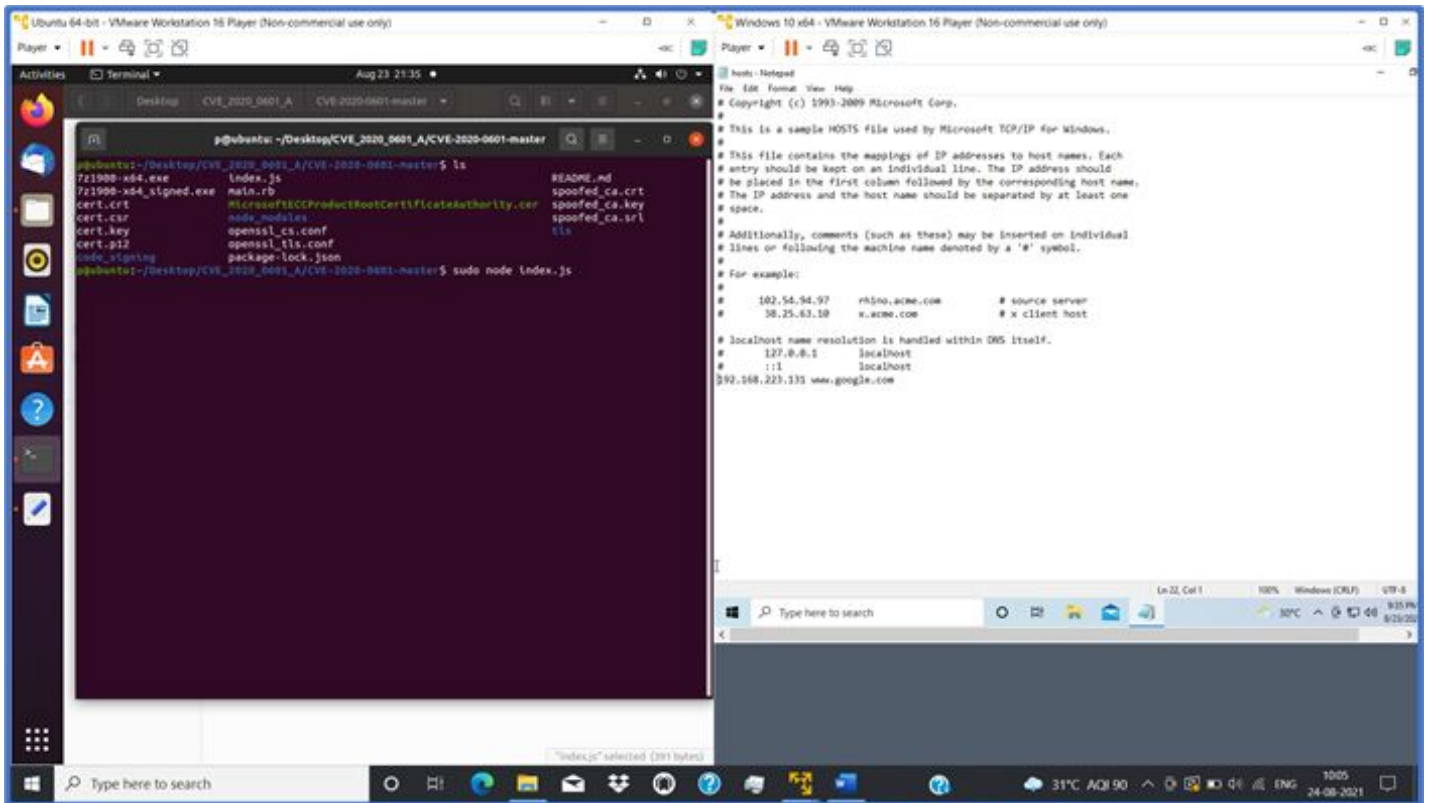 Ubuntu 64-bit - VMware Workstation 16 Player (Non-commercial use only)
Player
Activities Terminal Aug 23 21:35
Desktop CVE_2020_0601_A CVE-2020-0601-master
p@ubuntu: ~/Desktop/CVE_2020_0601_A/CVE-2020-0601-master
p@ubuntu:~/Desktop/CVE_2020_0601_A/CVE-2020-0601-master$ ls
7z1900-x64.exe index.js README.md
7z1900-x64_signed.exe main.rb spoofed_ca.crt
cert.crt MicrosoftECCProductRootCertificateAuthority.cer spoofed_ca.key
cert.csr node_modules spoofed_ca.srl
cert.key openssl_cs.conf tls
cert.p12 openssl_tls.conf
code_signing package-lock.json
p@ubuntu:~/Desktop/CVE_2020_0601_A/CVE-2020-0601-master$ sudo node index.js
"index.js" selected (391 bytes)
Windows 10 x64 - VMware Workstation 16 Player (Non-commercial use only)
Player
hosts - Notepad
File Edit Format View Help
# Copyright (c) 1993-2009 Microsoft Corp.
#
# This is a sample HOSTS file used by Microsoft TCP/IP for Windows.
#
# This file contains the mappings of IP addresses to host names. Each
# entry should be kept on an individual line. The IP address should
# be placed in the first column followed by the corresponding host name.
# The IP address and the host name should be separated by at least one
# space.
#
# Additionally, comments (such as these) may be inserted on individual
# lines or following the machine name denoted by a '#' symbol.
#
# For example:
#
# 102.54.94.97 rhino.acme.com # source server
# 38.25.63.10 x.acme.com # x client host
# localhost name resolution is handled within DNS itself.
# 127.0.0.1 localhost
# ::1 localhost
192.168.223.131 www.google.com
Ln 22, Col 1 100% Windows (CRLF) UTF-8
Type here to search 30°C 9:35 PM
Type here to search 31°C AQI 90 ENG 10:05
24-08-2021